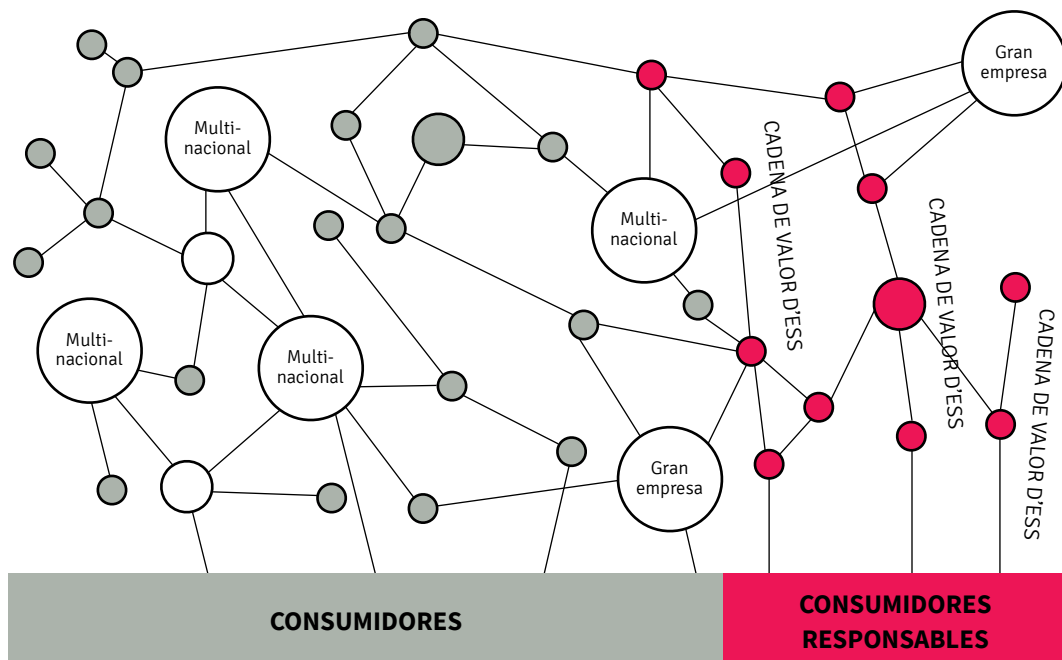 Gran
empresa
Multi-
nacional
Multi-
nacional
Multi-
nacional
Multi-
nacional
Gran
empresa
CADENA DE VALOR D'ESS
CADENA DE VALOR D'ESS
CADENA DE VALOR D'ESS
CONSUMIDORES
CONSUMIDORES
RESPONSABLES